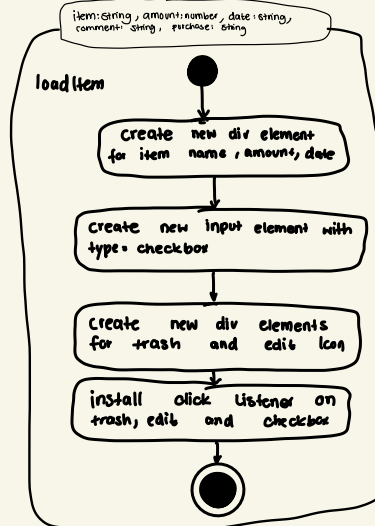 item:string, amount:number, date:string,
comment: string, purchase: string
loadItem
create new div element
for item name, amount, date
create new input element with
type= checkbox
create new div elements
for trash and edit Icon
install click Listener on
trash, edit and checkbox